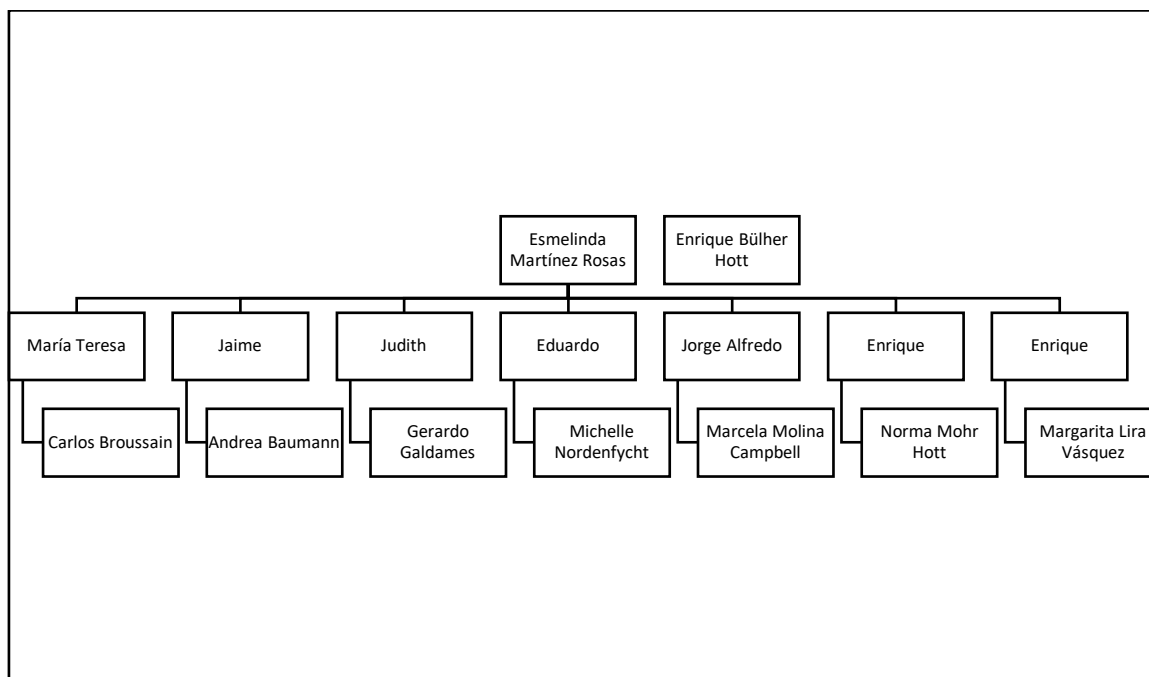 Esmelinda
Martínez Rosas
Enrique Bülher
Hott
María Teresa
Jaime
Judith
Eduardo
Jorge Alfredo
Enrique
Enrique
Carlos Broussain
Andrea Baumann
Gerardo
Galdames
Michelle
Nordenfycht
Marcela Molina
Campbell
Norma Mohr
Hott
Margarita Lira
Vásquez